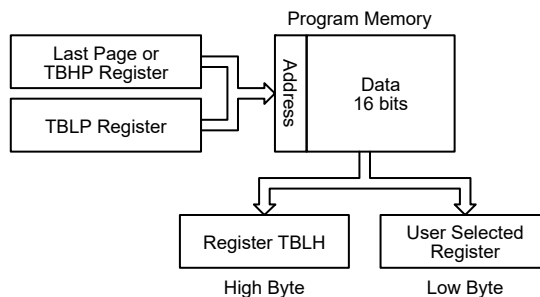 Program Memory
Last Page or
TBHP Register
TBLP Register
Address
Data
16 bits
Register TBLH
User Selected
Register
High Byte
Low Byte